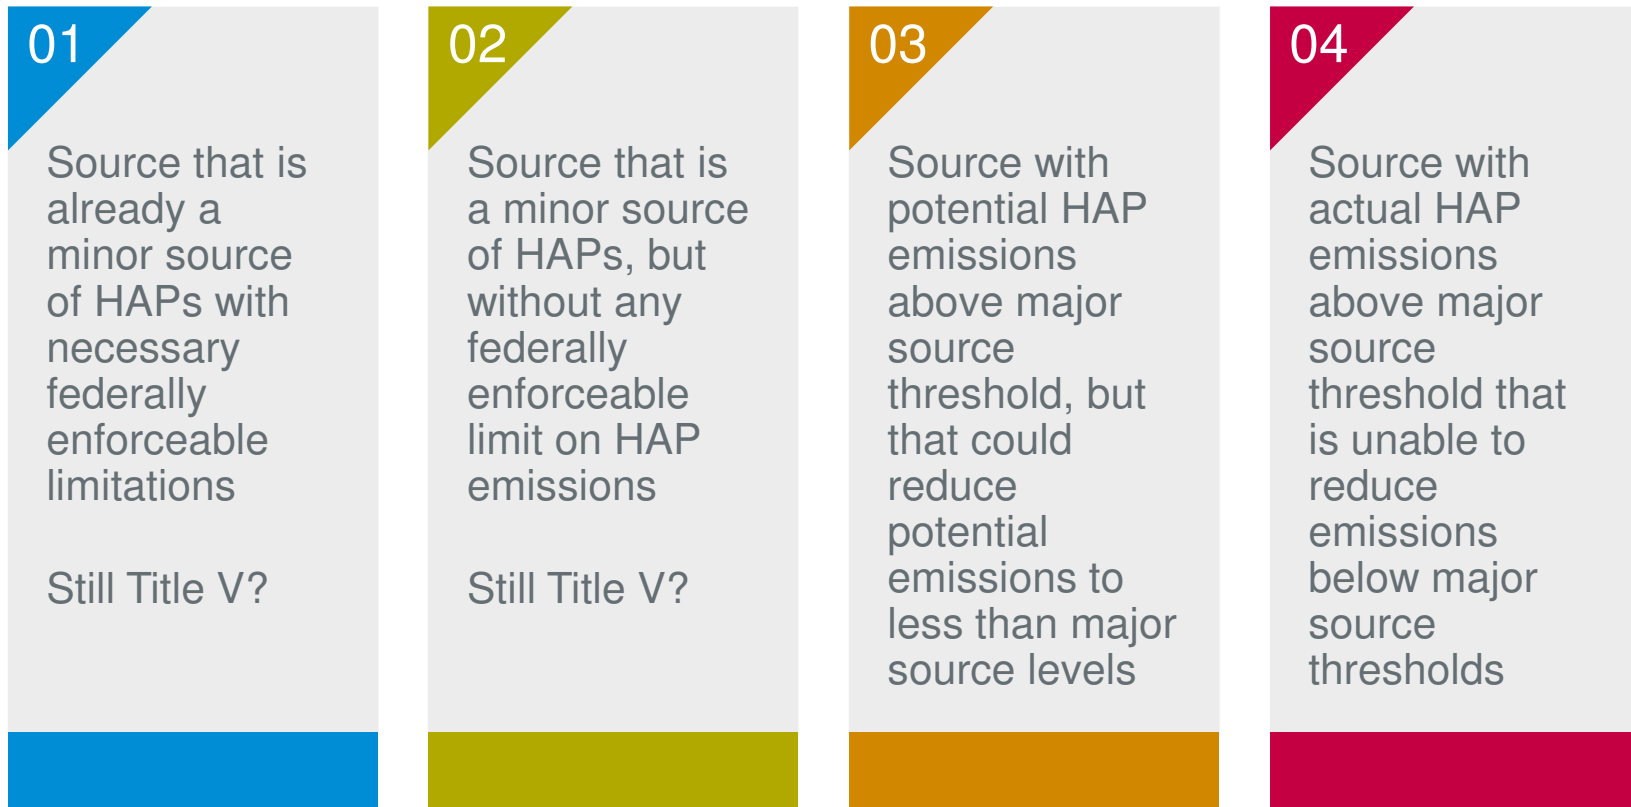 01
Source that is
already a
minor source
of HAPs with
necessary
federally
enforceable
limitations
Still Title V?
02
Source that is
a minor source
of HAPs, but
without any
federally
enforceable
limit on HAP
emissions
Still Title V?
03
Source with
potential HAP
emissions
above major
source
threshold, but
that could
reduce
potential
emissions to
less than major
source levels
04
Source with
actual HAP
emissions
above major
source
threshold that
is unable to
reduce
emissions
below major
source
thresholds